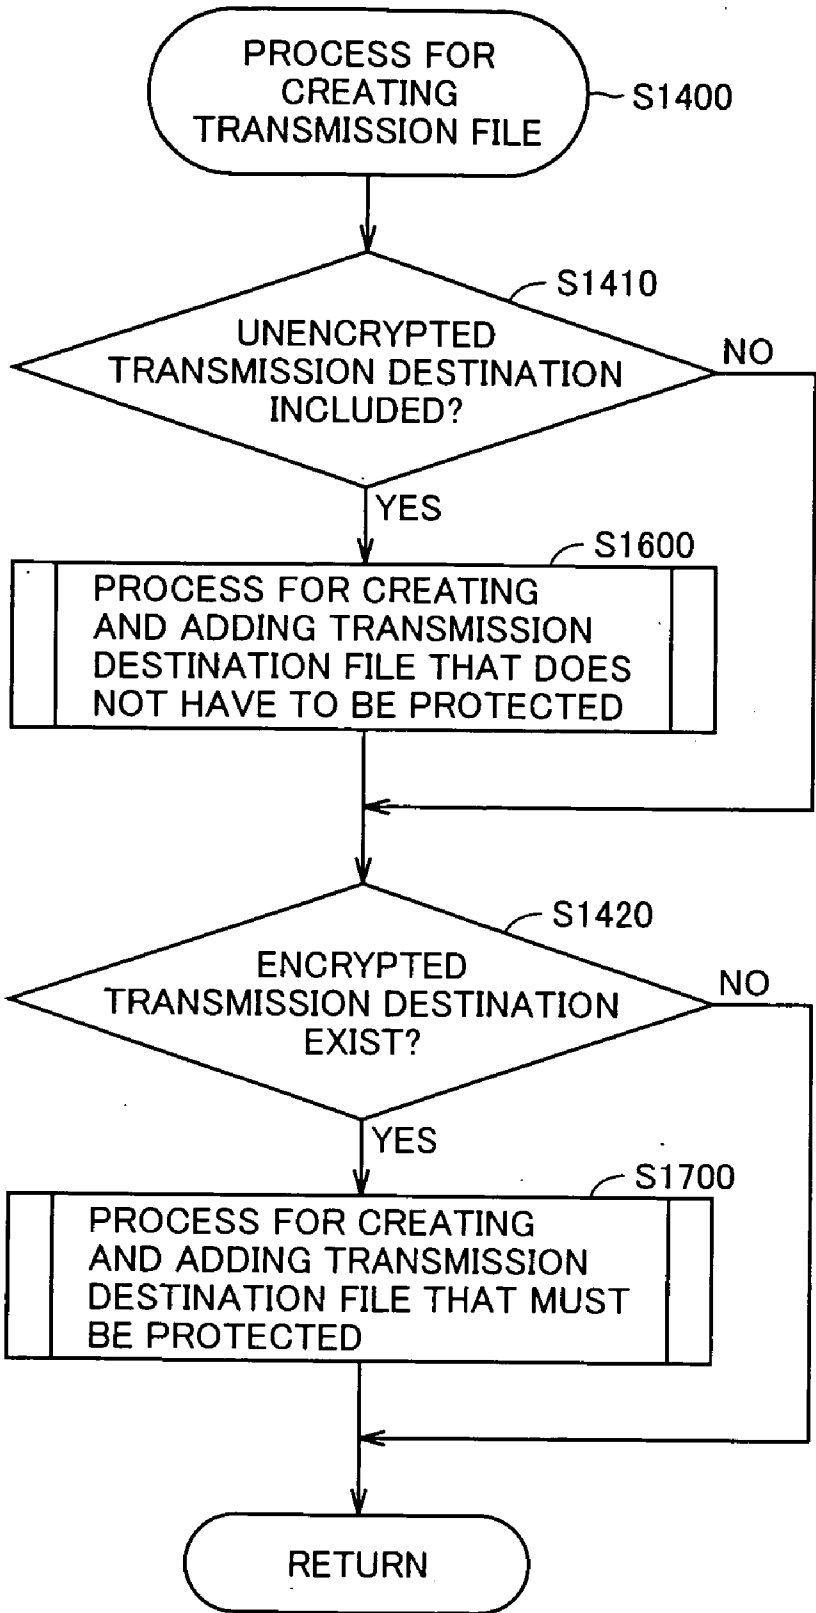 PROCESS FOR
CREATING
TRANSMISSION FILE
S1400
S1410
UNENCRYPTED
TRANSMISSION DESTINATION
INCLUDED?
NO
YES
S1600
PROCESS FOR CREATING
AND ADDING TRANSMISSION
DESTINATION FILE THAT DOES
NOT HAVE TO BE PROTECTED
S1420
ENCRYPTED
TRANSMISSION DESTINATION
EXIST?
NO
YES
S1700
PROCESS FOR CREATING
AND ADDING TRANSMISSION
DESTINATION FILE THAT MUST
BE PROTECTED
RETURN